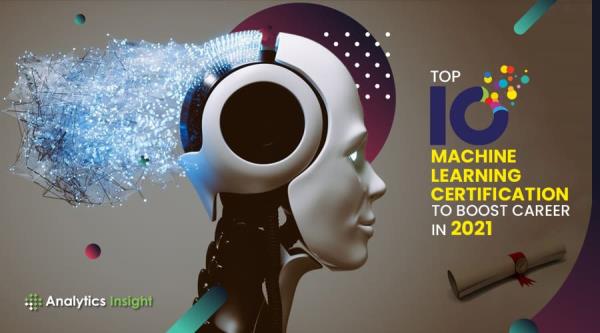 TOP
10
MACHINE
LEARNING
CERTIFICATION
TO BOOST CAREER
IN 2021
Analytics Insight